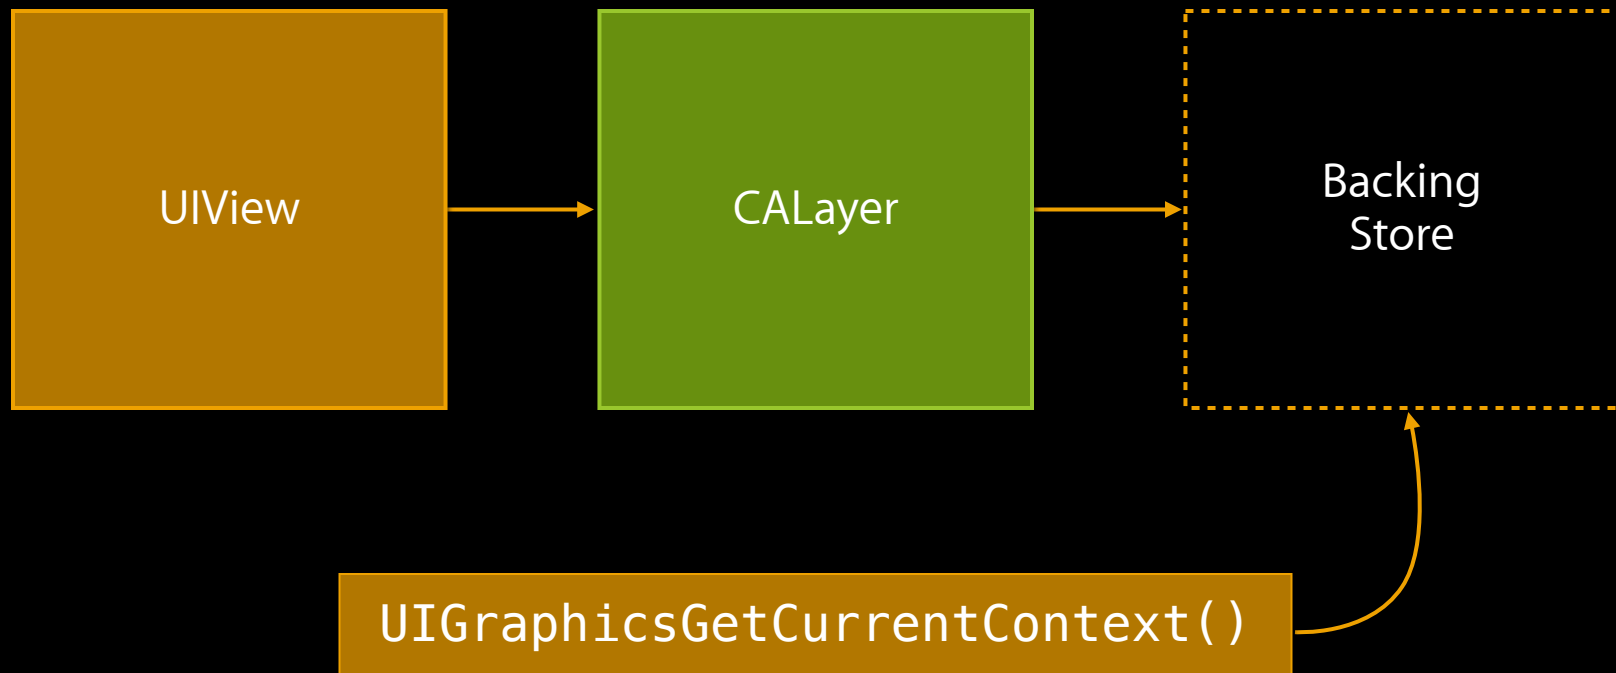 UIView
CALayer
Backing
Store
UIGraphicsGetCurrentContext()